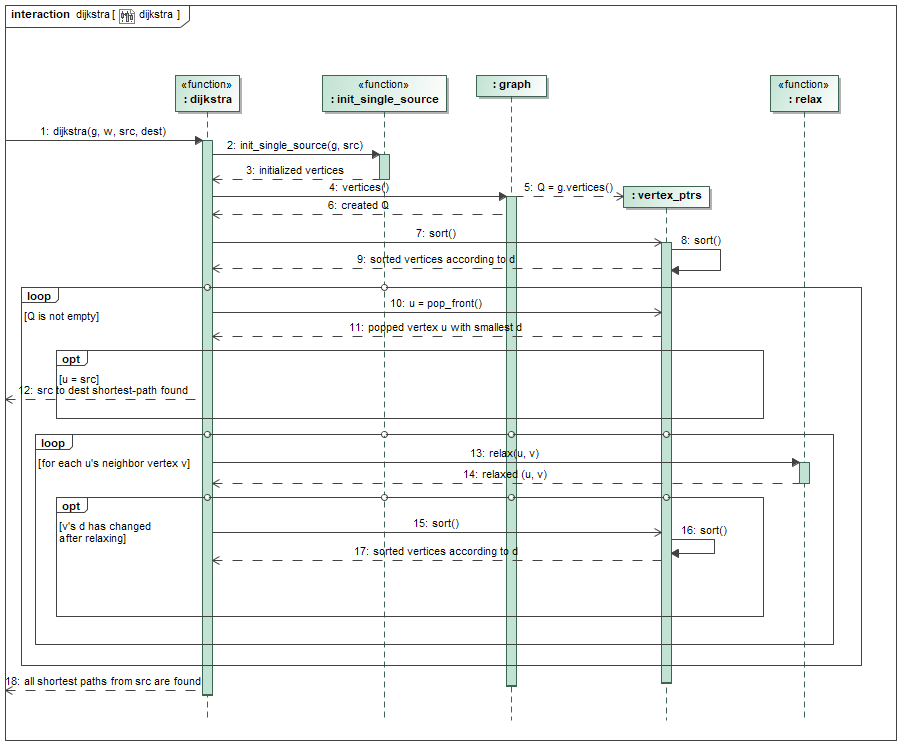 interaction dijkstra[ dijkstra ]
«function»
: dijkstra
«function»
: init_single_source
: graph
«function»
: relax
1: dijkstra(g, w, src, dest)
2: init_single_source(g, src)
3: initialized vertices
4: vertices()
5: Q = g.vertices()
: vertex_ptrs
6: created Q
7: sort()
8: sort()
9: sorted vertices according to d
loop
[Q is not empty]
10: u = pop_front()
11: popped vertex u with smallest d
opt
[u = src]
12: src to dest shortest-path found
loop
[for each u's neighbor vertex v]
13: relax(u, v)
14: relaxed (u, v)
opt
[v's d has changed
after relaxing]
15: sort()
16: sort()
17: sorted vertices according to d
18: all shortest paths from src are found